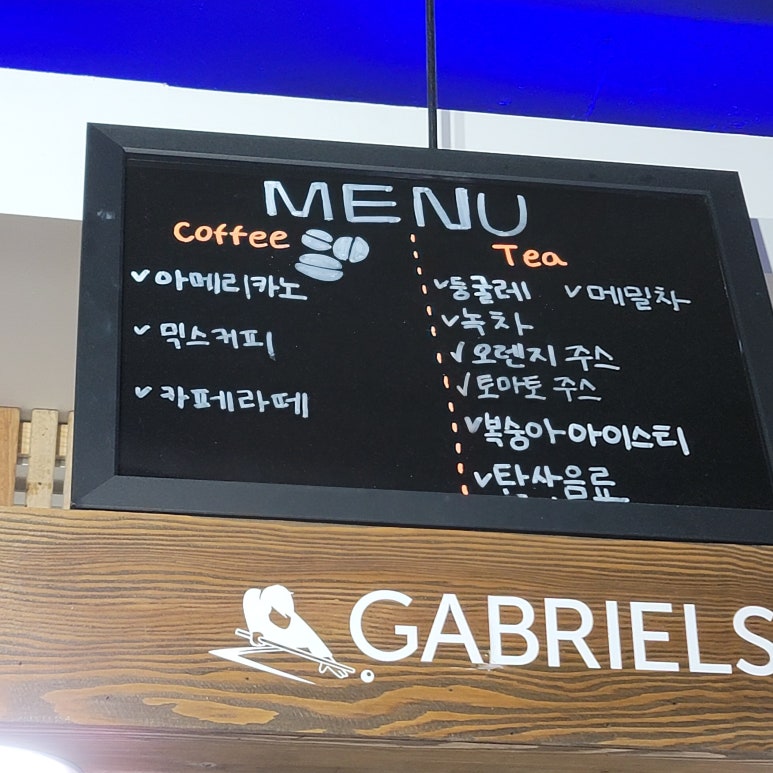 MENU
Coffee
✓아메리카노
✓믹스커피
✓카페라떼
Tea
✓둥굴레 ✓메밀차
✓녹차
✓오렌지 주스
✓토마토 주스
✓복숭아 아이스티
✓탄산음료
GABRIELS